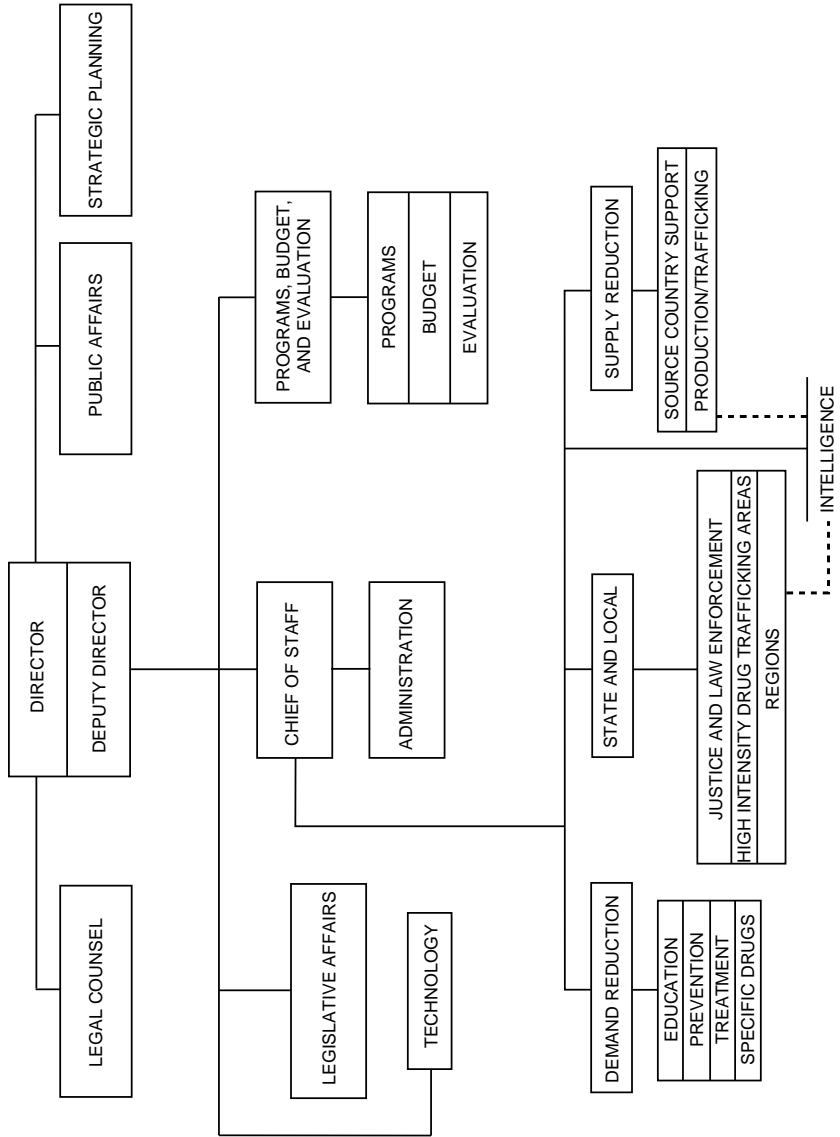 DIRECTOR
DEPUTY DIRECTOR
LEGAL COUNSEL
PUBLIC AFFAIRS
STRATEGIC PLANNING
LEGISLATIVE AFFAIRS
TECHNOLOGY
CHIEF OF STAFF
ADMINISTRATION
PROGRAMS, BUDGET,
AND EVALUATION
PROGRAMS
BUDGET
EVALUATION
DEMAND REDUCTION
EDUCATION
PREVENTION
TREATMENT
SPECIFIC DRUGS
STATE AND LOCAL
JUSTICE AND LAW ENFORCEMENT
HIGH INTENSITY DRUG TRAFFICKING AREAS
REGIONS
SUPPLY REDUCTION
SOURCE COUNTRY SUPPORT
PRODUCTION/TRAFFICKING
INTELLIGENCE